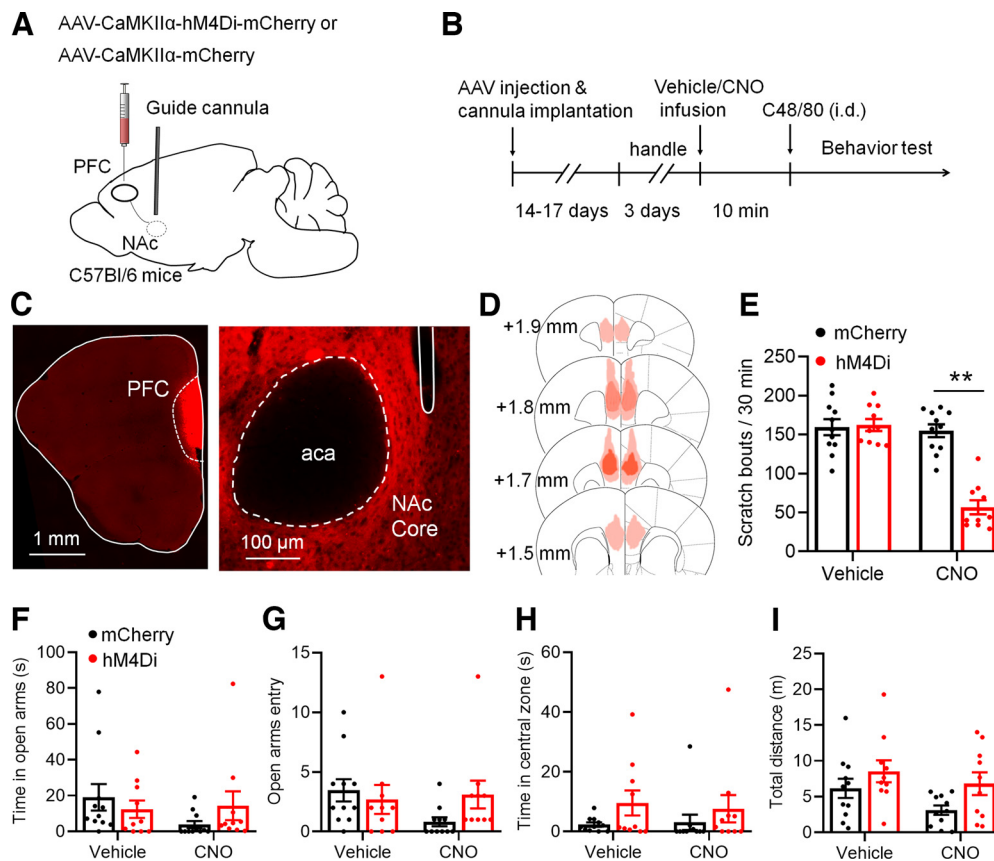 A
AAV-CaMKIIα-hM4Di-mCherry or
AAV-CaMKIIα-mCherry
Guide cannula
PFC
NAc
C57Bl/6 mice
B
AAV injection &
cannula implantation
Vehicle/CNO
infusion
C48/80 (i.d.)
handle
Behavior test
14-17 days
3 days
10 min
C
PFC
1 mm
aca
NAc
Core
100 μm
D
+1.9 mm
+1.8 mm
+1.7 mm
+1.5 mm
E
mCherry
hM4Di
Scratch bouts / 30 min
250
200
150
100
50
0
**
Vehicle
CNO
F
mCherry
hM4Di
Time in open arms (s)
100
80
60
40
20
0
Vehicle
CNO
G
Open arms entry
15
10
5
0
Vehicle
CNO
H
Time in central zone (s)
60
40
20
0
Vehicle
CNO
I
Total distance (m)
25
20
15
10
5
0
Vehicle
CNO